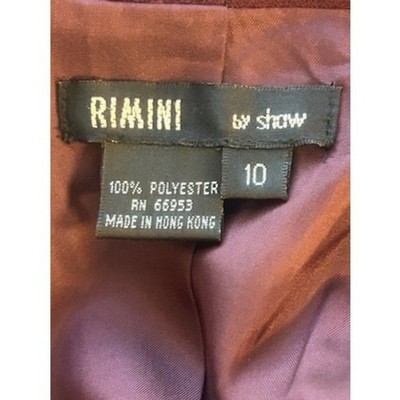 RIMINI by shaw
10
100% POLYESTER
RN 66953
MADE IN HONG KONG